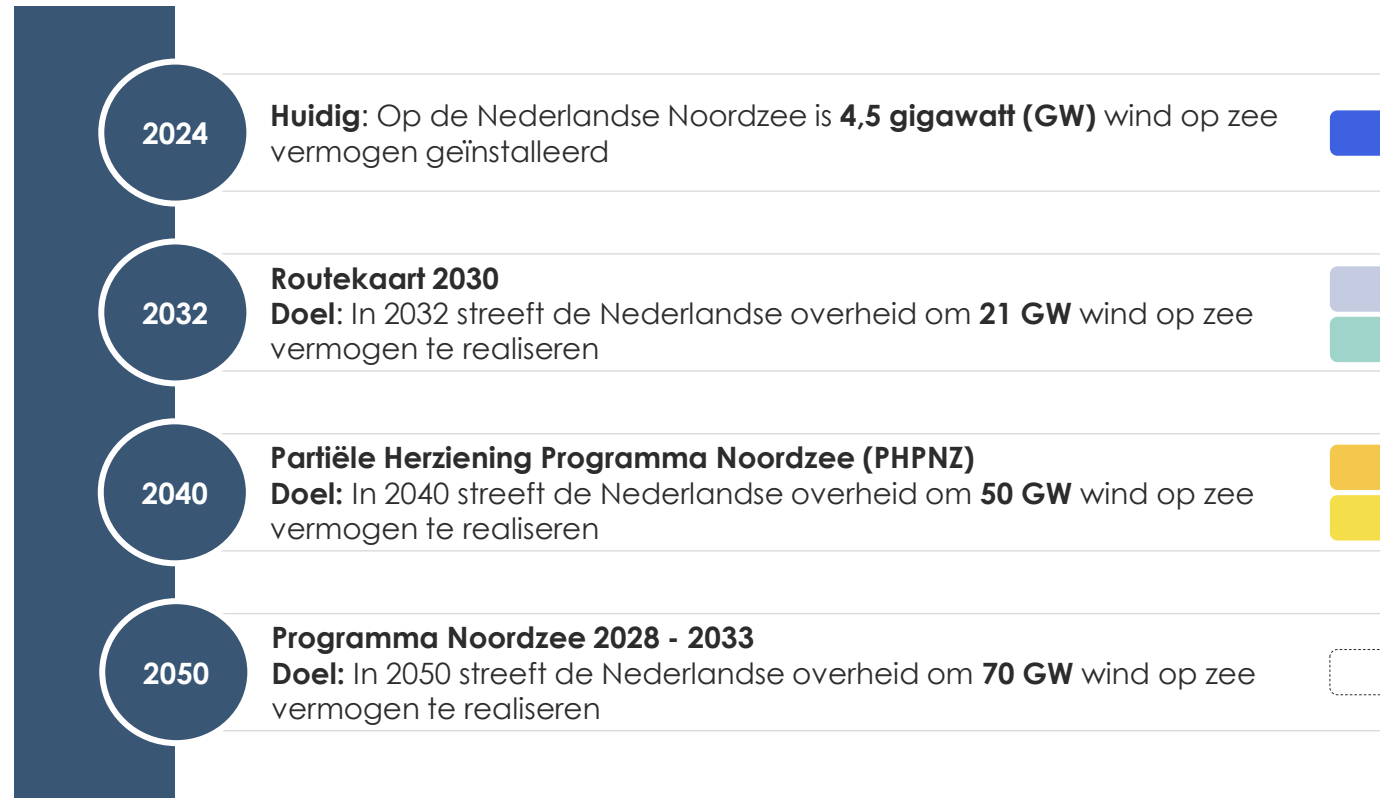 2024
Huidig: Op de Nederlandse Noordzee is 4,5 gigawatt (GW) wind op zee
vermogen geïnstalleerd
2032
Routekaart 2030
Doel: In 2032 streeft de Nederlandse overheid om 21 GW wind op zee
vermogen te realiseren
2040
Partiële Herziening Programma Noordzee (PHPNZ)
Doel: In 2040 streeft de Nederlandse overheid om 50 GW wind op zee
vermogen te realiseren
2050
Programma Noordzee 2028 - 2033
Doel: In 2050 streeft de Nederlandse overheid om 70 GW wind op zee
vermogen te realiseren